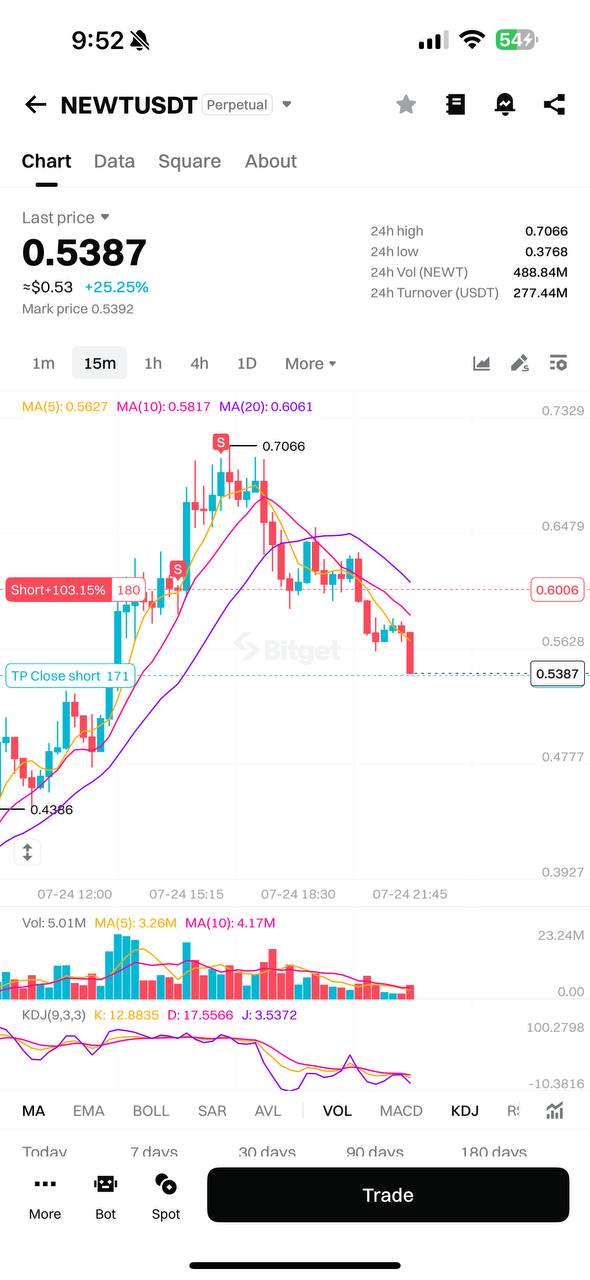 9:52
54
NEWTUSDT Perpetual
Chart Data Square About
Last price
0.5387
≈$0.53 +25.25%
Mark price 0.5392
24h high 0.7066
24h low 0.3768
24h Vol (NEWT) 488.84M
24h Turnover (USDT) 277.44M
1m 15m 1h 4h 1D More
MA(5): 0.5627 MA(10): 0.5817 MA(20): 0.6061
0.7329
S
0.7066
0.6479
S
Short+103.15% 180
0.6006
0.5628
Bitget
TP Close short 171
0.5387
0.4777
0.4386
0.3927
07-24 12:00 07-24 15:15 07-24 18:30 07-24 21:45
Vol: 5.01M MA(5): 3.26M MA(10): 4.17M
23.24M
0.00
KDJ(9,3,3) K: 12.8835 D: 17.5566 J: 3.5372
100.2798
-10.3816
MA EMA BOLL SAR AVL VOL MACD KDJ
Today 7 days 30 days 90 days 180 days
More Bot Spot Trade